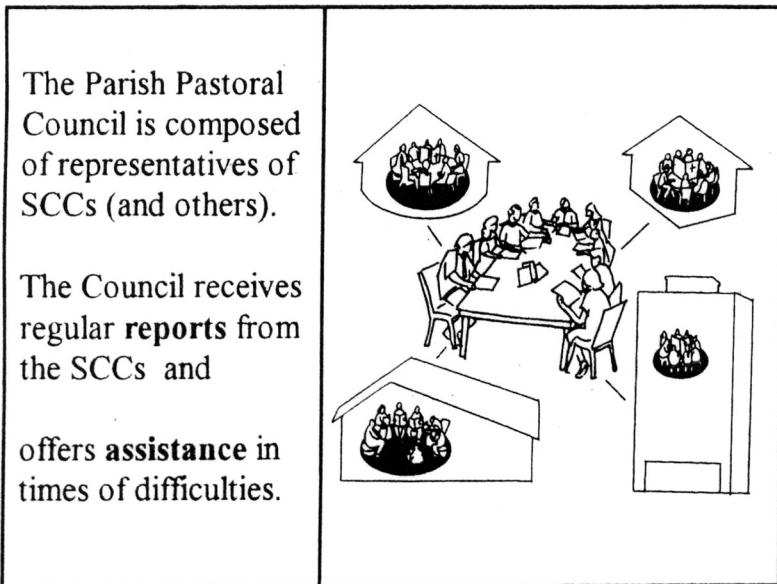 The Parish Pastoral
Council is composed
of representatives of
SCCs (and others).
The Council receives
regular reports from
the SCCs and
offers assistance in
times of difficulties.